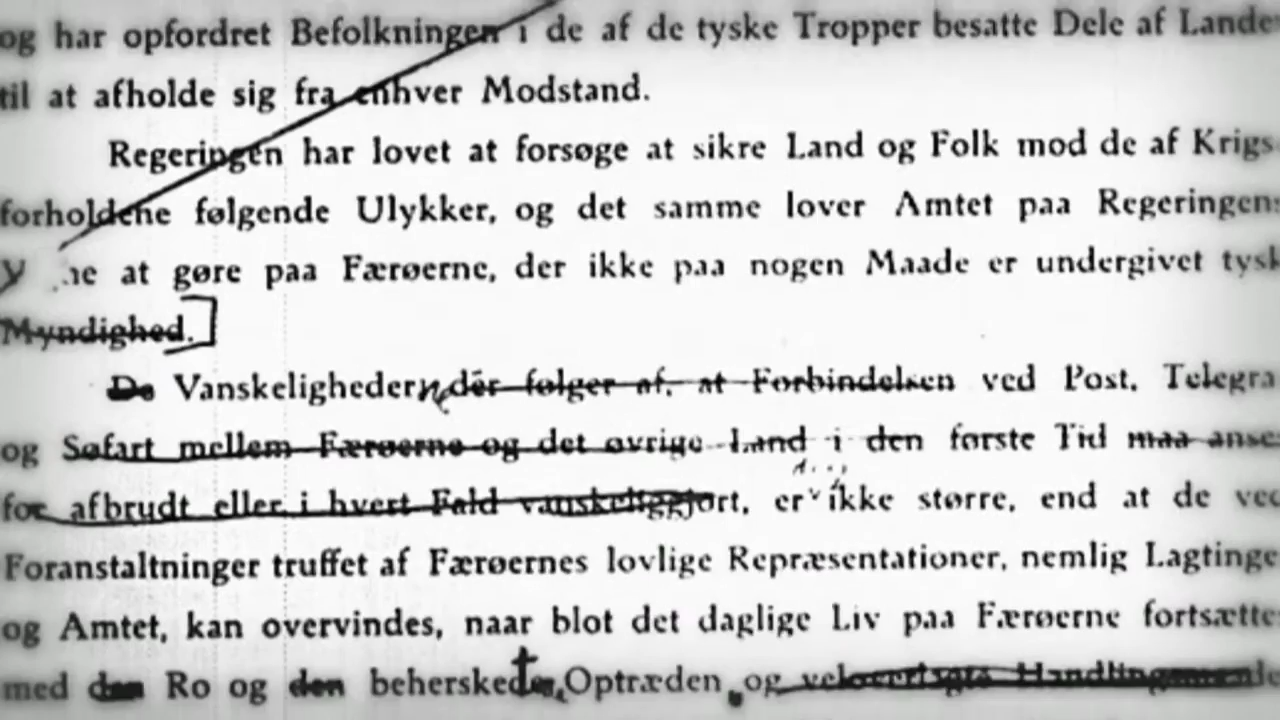 og har opfordret Befolkningen i de af de tyske Tropper besatte Dele af Lande
til at afholde sig fra enhver Modstand.
Regeringen har lovet at forsøge at sikre Land og Folk mod de af Krigs-
forholdene følgende Ulykker, og det samme lover Amtet paa Regeringens
at gøre paa Færøerne, der ikke paa nogen Maade er undergivet tysk
Myndighed.]
De Vanskeligheder, der følger af, at Forbindelsen ved Post, Telegra
og Søfart mellem Færøerne og det øvrige Land i den første Tid maa anse
for afbrudt eller i hvert Fald vanskeliggjort, er ikke større, end at de ved
Foranstaltninger truffet af Færøernes lovlige Repræsentationer, nemlig Lagtinge
og Amtet, kan overvindes, naar blot det daglige Liv paa Færøerne fortsætte
med den Ro og den behersket Optræden og